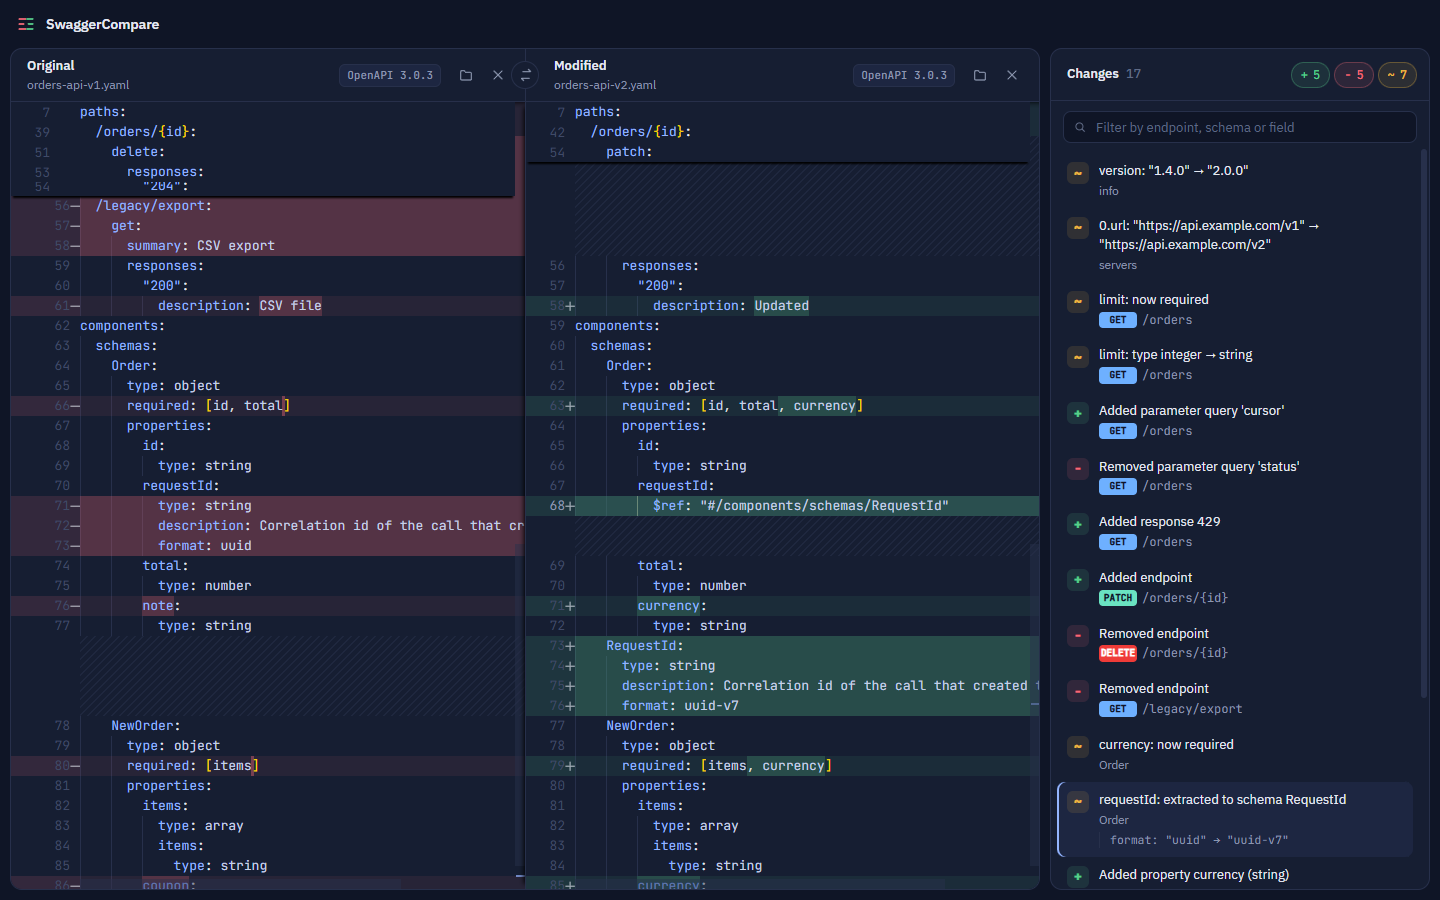 SwaggerCompare
Original
orders-api-v1.yaml
OpenAPI 3.0.3
7 paths:
39 /orders/{id}:
51 delete:
53 responses:
54 "204":
56— /legacy/export:
57— get:
58— summary: CSV export
59 responses:
60 "200":
61— description: CSV file
62 components:
63 schemas:
64 Order:
65 type: object
66— required: [id, total]
67 properties:
68 id:
69 type: string
70 requestId:
71— type: string
72— description: Correlation id of the call that cr
73— format: uuid
74 total:
75 type: number
76— note:
77 type: string
78 NewOrder:
79 type: object
80— required: [items]
81 properties:
82 items:
83 type: array
84 items:
85 type: string
86— coupon:
Modified
orders-api-v2.yaml
OpenAPI 3.0.3
7 paths:
42 /orders/{id}:
54 patch:
56 responses:
57 "200":
58+ description: Updated
59 components:
60 schemas:
61 Order:
62 type: object
63+ required: [id, total, currency]
64 properties:
65 id:
66 type: string
67 requestId:
68+ $ref: "#/components/schemas/RequestId"
69 total:
70 type: number
71+ currency:
72 type: string
73+ RequestId:
74+ type: string
75+ description: Correlation id of the call that created
76+ format: uuid-v7
77 NewOrder:
78 type: object
79+ required: [items, currency]
80 properties:
81 items:
82 type: array
83 items:
84 type: string
85+ currency:
Changes 17
+ 5
- 5
~ 7
Filter by endpoint, schema or field
~ version: "1.4.0" → "2.0.0"
info
~ 0.url: "https://api.example.com/v1" →
"https://api.example.com/v2"
servers
~ limit: now required
GET /orders
~ limit: type integer → string
GET /orders
+ Added parameter query 'cursor'
GET /orders
- Removed parameter query 'status'
GET /orders
+ Added response 429
GET /orders
+ Added endpoint
PATCH /orders/{id}
- Removed endpoint
DELETE /orders/{id}
- Removed endpoint
GET /legacy/export
~ currency: now required
Order
~ requestId: extracted to schema RequestId
Order
format: "uuid" → "uuid-v7"
+ Added property currency (string)